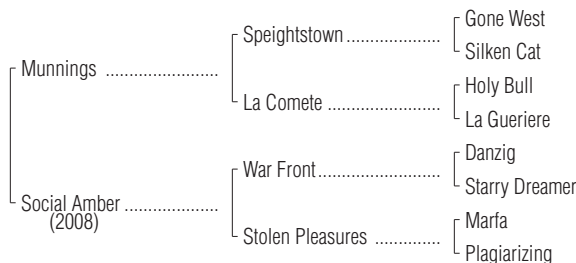 Gone West
Speightstown
Silken Cat
Munnings
Holy Bull
La Comete
La Gueriere
Danzig
War Front
Starry Dreamer
Social Amber
(2008)
Marfa
Stolen Pleasures
Plagiarizing